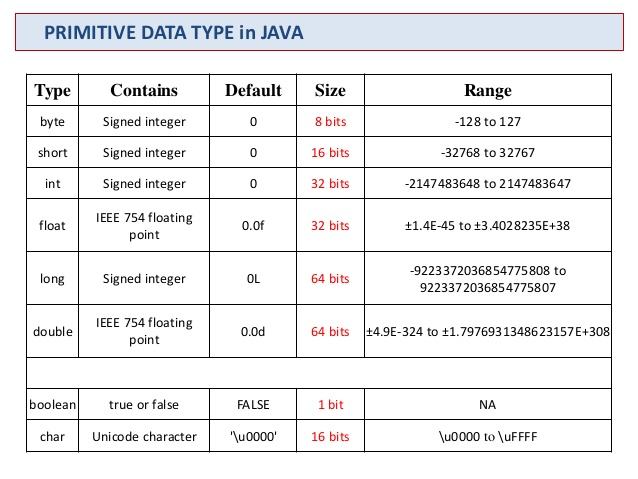 PRIMITIVE DATA TYPE in JAVA
Type Contains Default Size Range
byte Signed integer 0 8 bits -128 to 127
short Signed integer 0 16 bits -32768 to 32767
int Signed integer 0 32 bits -2147483648 to 2147483647
float IEEE 754 floating point 0.0f 32 bits ±1.4E-45 to ±3.4028235E+38
long Signed integer 0L 64 bits -9223372036854775808 to 9223372036854775807
double IEEE 754 floating point 0.0d 64 bits ±4.9E-324 to ±1.7976931348623157E+308
boolean true or false FALSE 1 bit NA
char Unicode character '\u0000' 16 bits \u0000 to \uFFFF